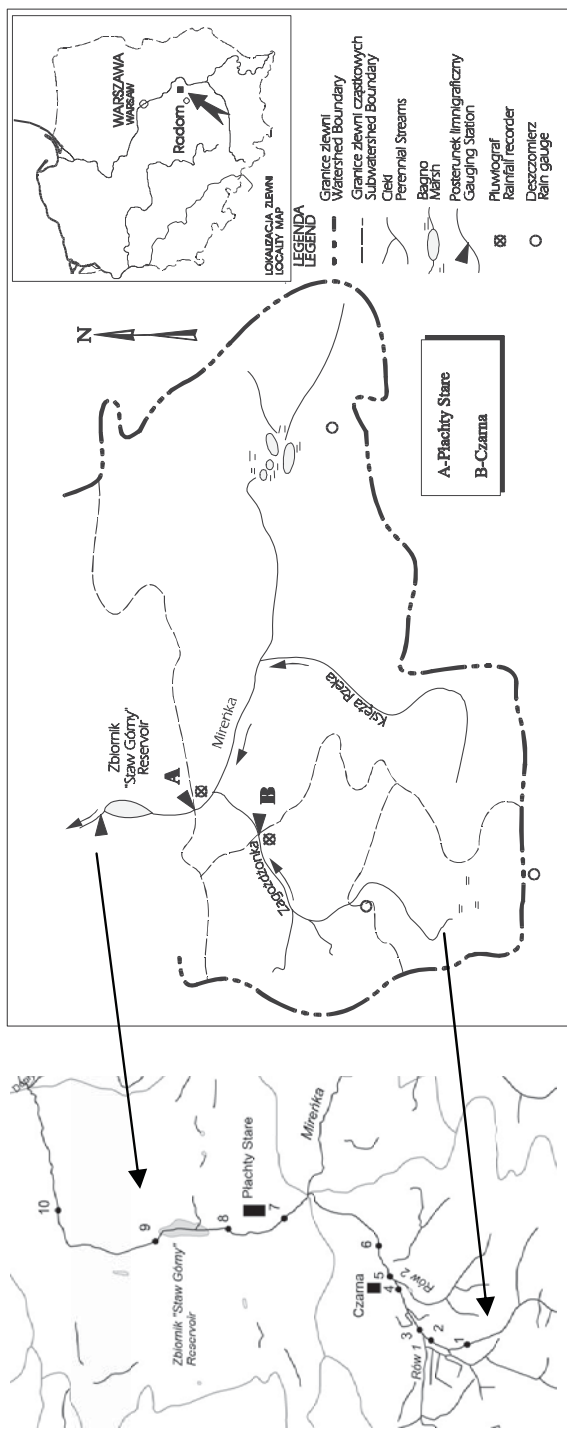 WARSZAWA
WARSAW
Radom
LOKALIZACJA ZLEWNI
LOCALITY MAP
LEGENDA
LEGEND
Granice zlewni
Watershed Boundary
Granice zlewni cząstkowych
Subwatershed Boundary
Cieki
Perennial Streams
Bagno
Marsh
Posterunek limnigraficzny
Gauging Station
Pluwiograf
Rainfall recorder
Deszczomierz
Rain gauge
N
Zbiornik
"Staw Górny"
Reservoir
A
Mireńka
B
Zagożdżonka
Księża Rzeka
A-Płachty Stare
B-Czarna
10
9
Zbiornik "Staw Górny"
Reservoir
8
Płachty Stare
7
Mireńka
6
Czarna
5
4
Rów 2
3
2
Rów 1
1